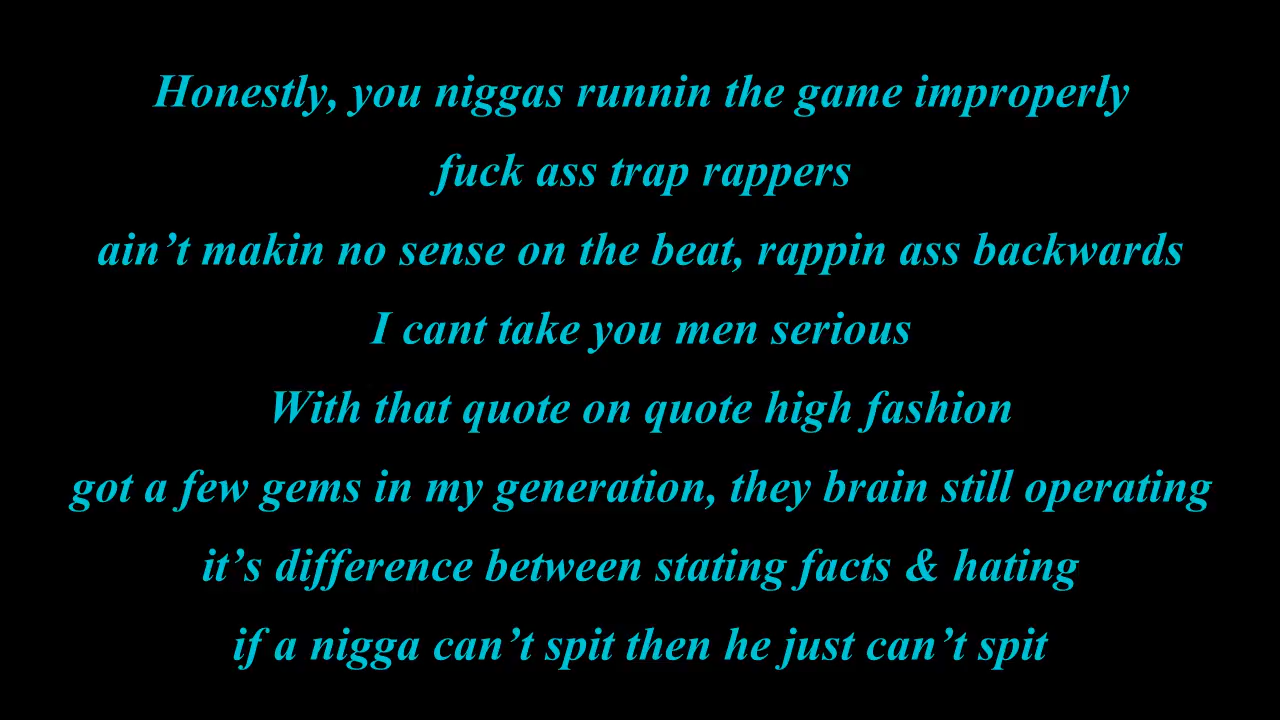 Honestly, you niggas runnin the game improperly
fuck ass trap rappers
ain’t makin no sense on the beat, rappin ass backwards
I cant take you men serious
With that quote on quote high fashion
got a few gems in my generation, they brain still operating
it’s difference between stating facts & hating
if a nigga can’t spit then he just can’t spit